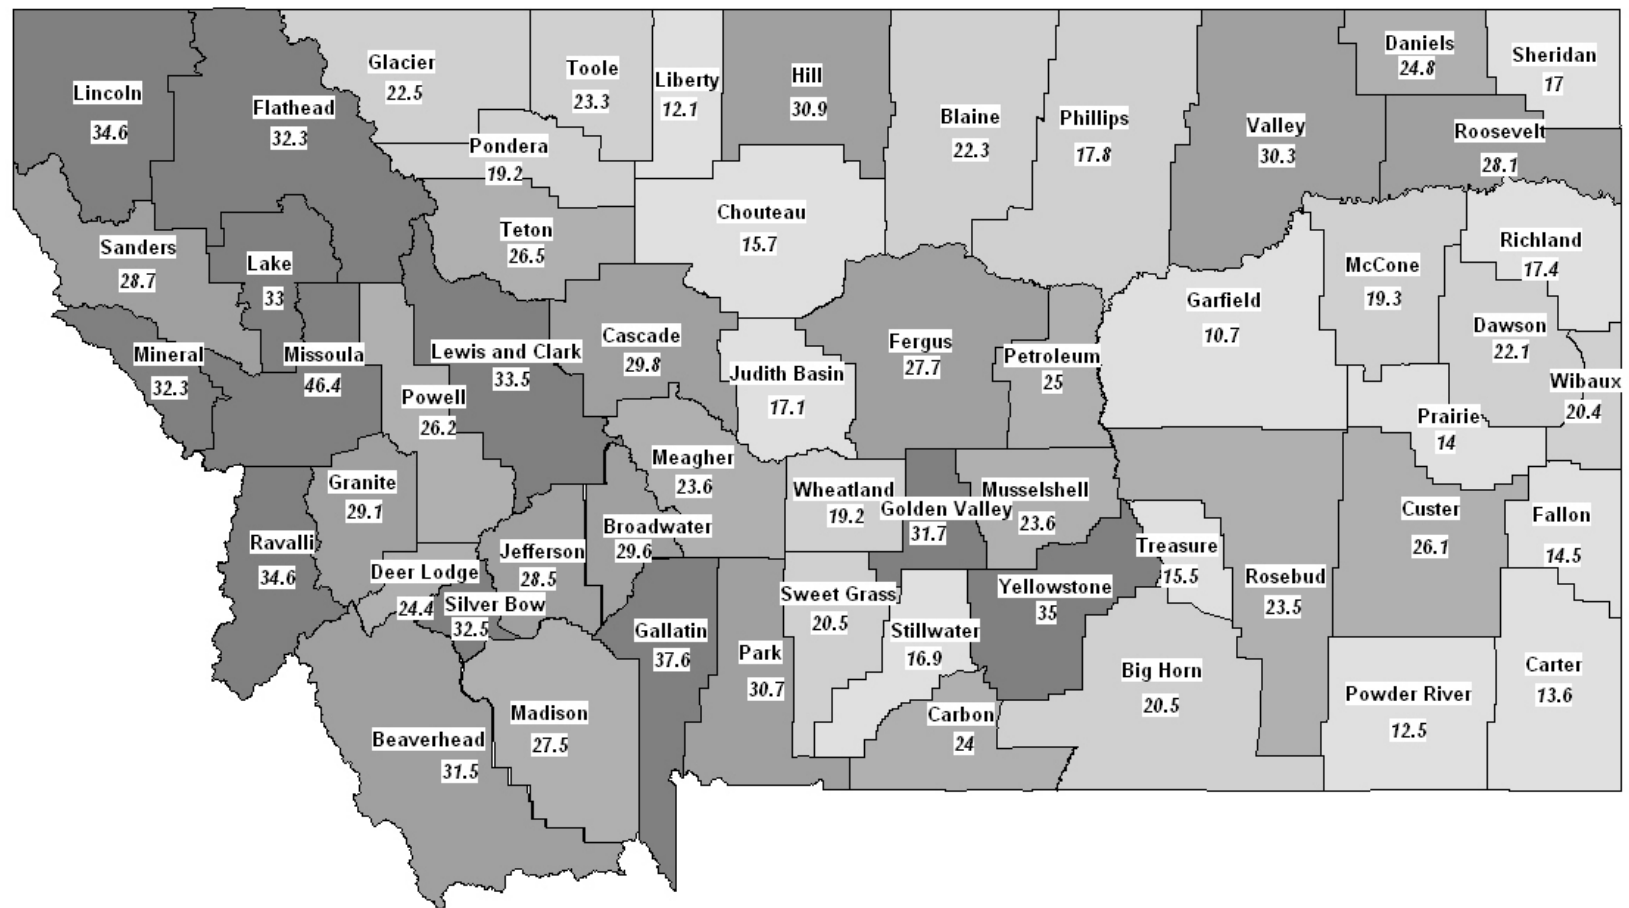 Lincoln
34.6
Flathead
32.3
Glacier
22.5
Toole
23.3
Liberty
12.1
Hill
30.9
Blaine
22.3
Phillips
17.8
Valley
30.3
Daniels
24.8
Sheridan
17
Roosevelt
28.1
Pondera
19.2
Teton
26.5
Chouteau
15.7
Sanders
28.7
Lake
33
Richland
17.4
McCone
19.3
Garfield
10.7
Dawson
22.1
Wibaux
20.4
Prairie
14
Mineral
32.3
Missoula
46.4
Powell
26.2
Lewis and Clark
33.5
Cascade
29.8
Judith Basin
17.1
Fergus
27.7
Petroleum
25
Meagher
23.6
Wheatland
19.2
Golden Valley
31.7
Musselshell
23.6
Granite
29.1
Ravalli
34.6
Deer Lodge
24.4
Silver Bow
32.5
Jefferson
28.5
Broadwater
29.6
Gallatin
37.6
Park
30.7
Sweet Grass
20.5
Stillwater
16.9
Yellowstone
35
Treasure
15.5
Rosebud
23.5
Custer
26.1
Fallon
14.5
Beaverhead
31.5
Madison
27.5
Carbon
24
Big Horn
20.5
Powder River
12.5
Carter
13.6